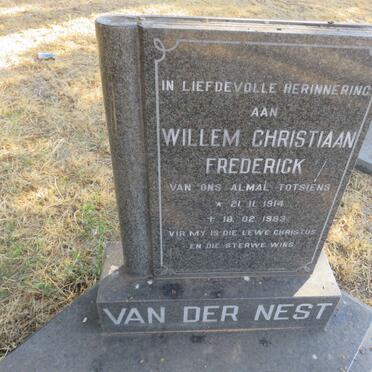 IN LIEFDEVOLLE HERINNERING
AAN
WILLEM CHRISTIAAN
FREDERICK
VAN ONS ALMAL TOTSIENS
* 21. 11. 1914
† 18. 02. 1983
VIR MY IS DIE LEWE CHRISTUS
EN DIE STERWE WINS
VAN DER NEST